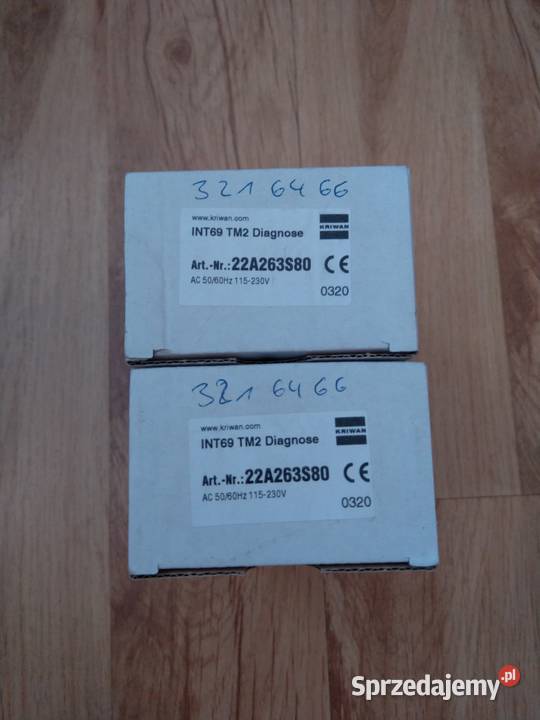 321 64 66
www.kriwan.com
INT69 TM2 Diagnose
KRIWAN
Art.-Nr.: 22A263S80 CE
AC 50/60Hz 115-230V
0320
321 64 66
www.kriwan.com
INT69 TM2 Diagnose
KRIWAN
Art.-Nr.: 22A263S80 CE
AC 50/60Hz 115-230V
0320
Sprzedajemy.pl